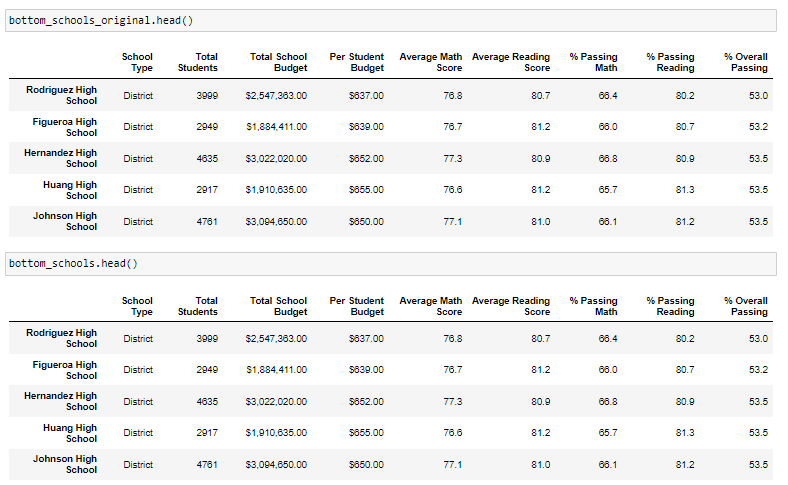 bottom_schools_original.head()
School Type Total Students Total School Budget Per Student Budget Average Math Score Average Reading Score % Passing Math % Passing Reading % Overall Passing
Rodriguez High School District 3999 $2,547,363.00 $637.00 76.8 80.7 66.4 80.2 53.0
Figueroa High School District 2949 $1,884,411.00 $639.00 76.7 81.2 66.0 80.7 53.2
Hernandez High School District 4635 $3,022,020.00 $652.00 77.3 80.9 66.8 80.9 53.5
Huang High School District 2917 $1,910,635.00 $655.00 76.6 81.2 65.7 81.3 53.5
Johnson High School District 4761 $3,094,650.00 $650.00 77.1 81.0 66.1 81.2 53.5
bottom_schools.head()
School Type Total Students Total School Budget Per Student Budget Average Math Score Average Reading Score % Passing Math % Passing Reading % Overall Passing
Rodriguez High School District 3999 $2,547,363.00 $637.00 76.8 80.7 66.4 80.2 53.0
Figueroa High School District 2949 $1,884,411.00 $639.00 76.7 81.2 66.0 80.7 53.2
Hernandez High School District 4635 $3,022,020.00 $652.00 77.3 80.9 66.8 80.9 53.5
Huang High School District 2917 $1,910,635.00 $655.00 76.6 81.2 65.7 81.3 53.5
Johnson High School District 4761 $3,094,650.00 $650.00 77.1 81.0 66.1 81.2 53.5